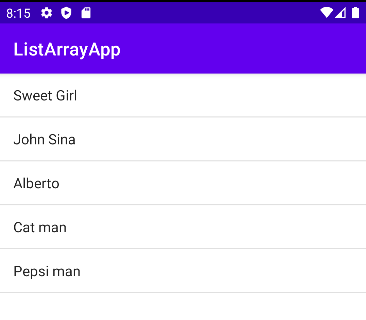 8:15
ListArrayApp
Sweet Girl
John Sina
Alberto
Cat man
Pepsi man